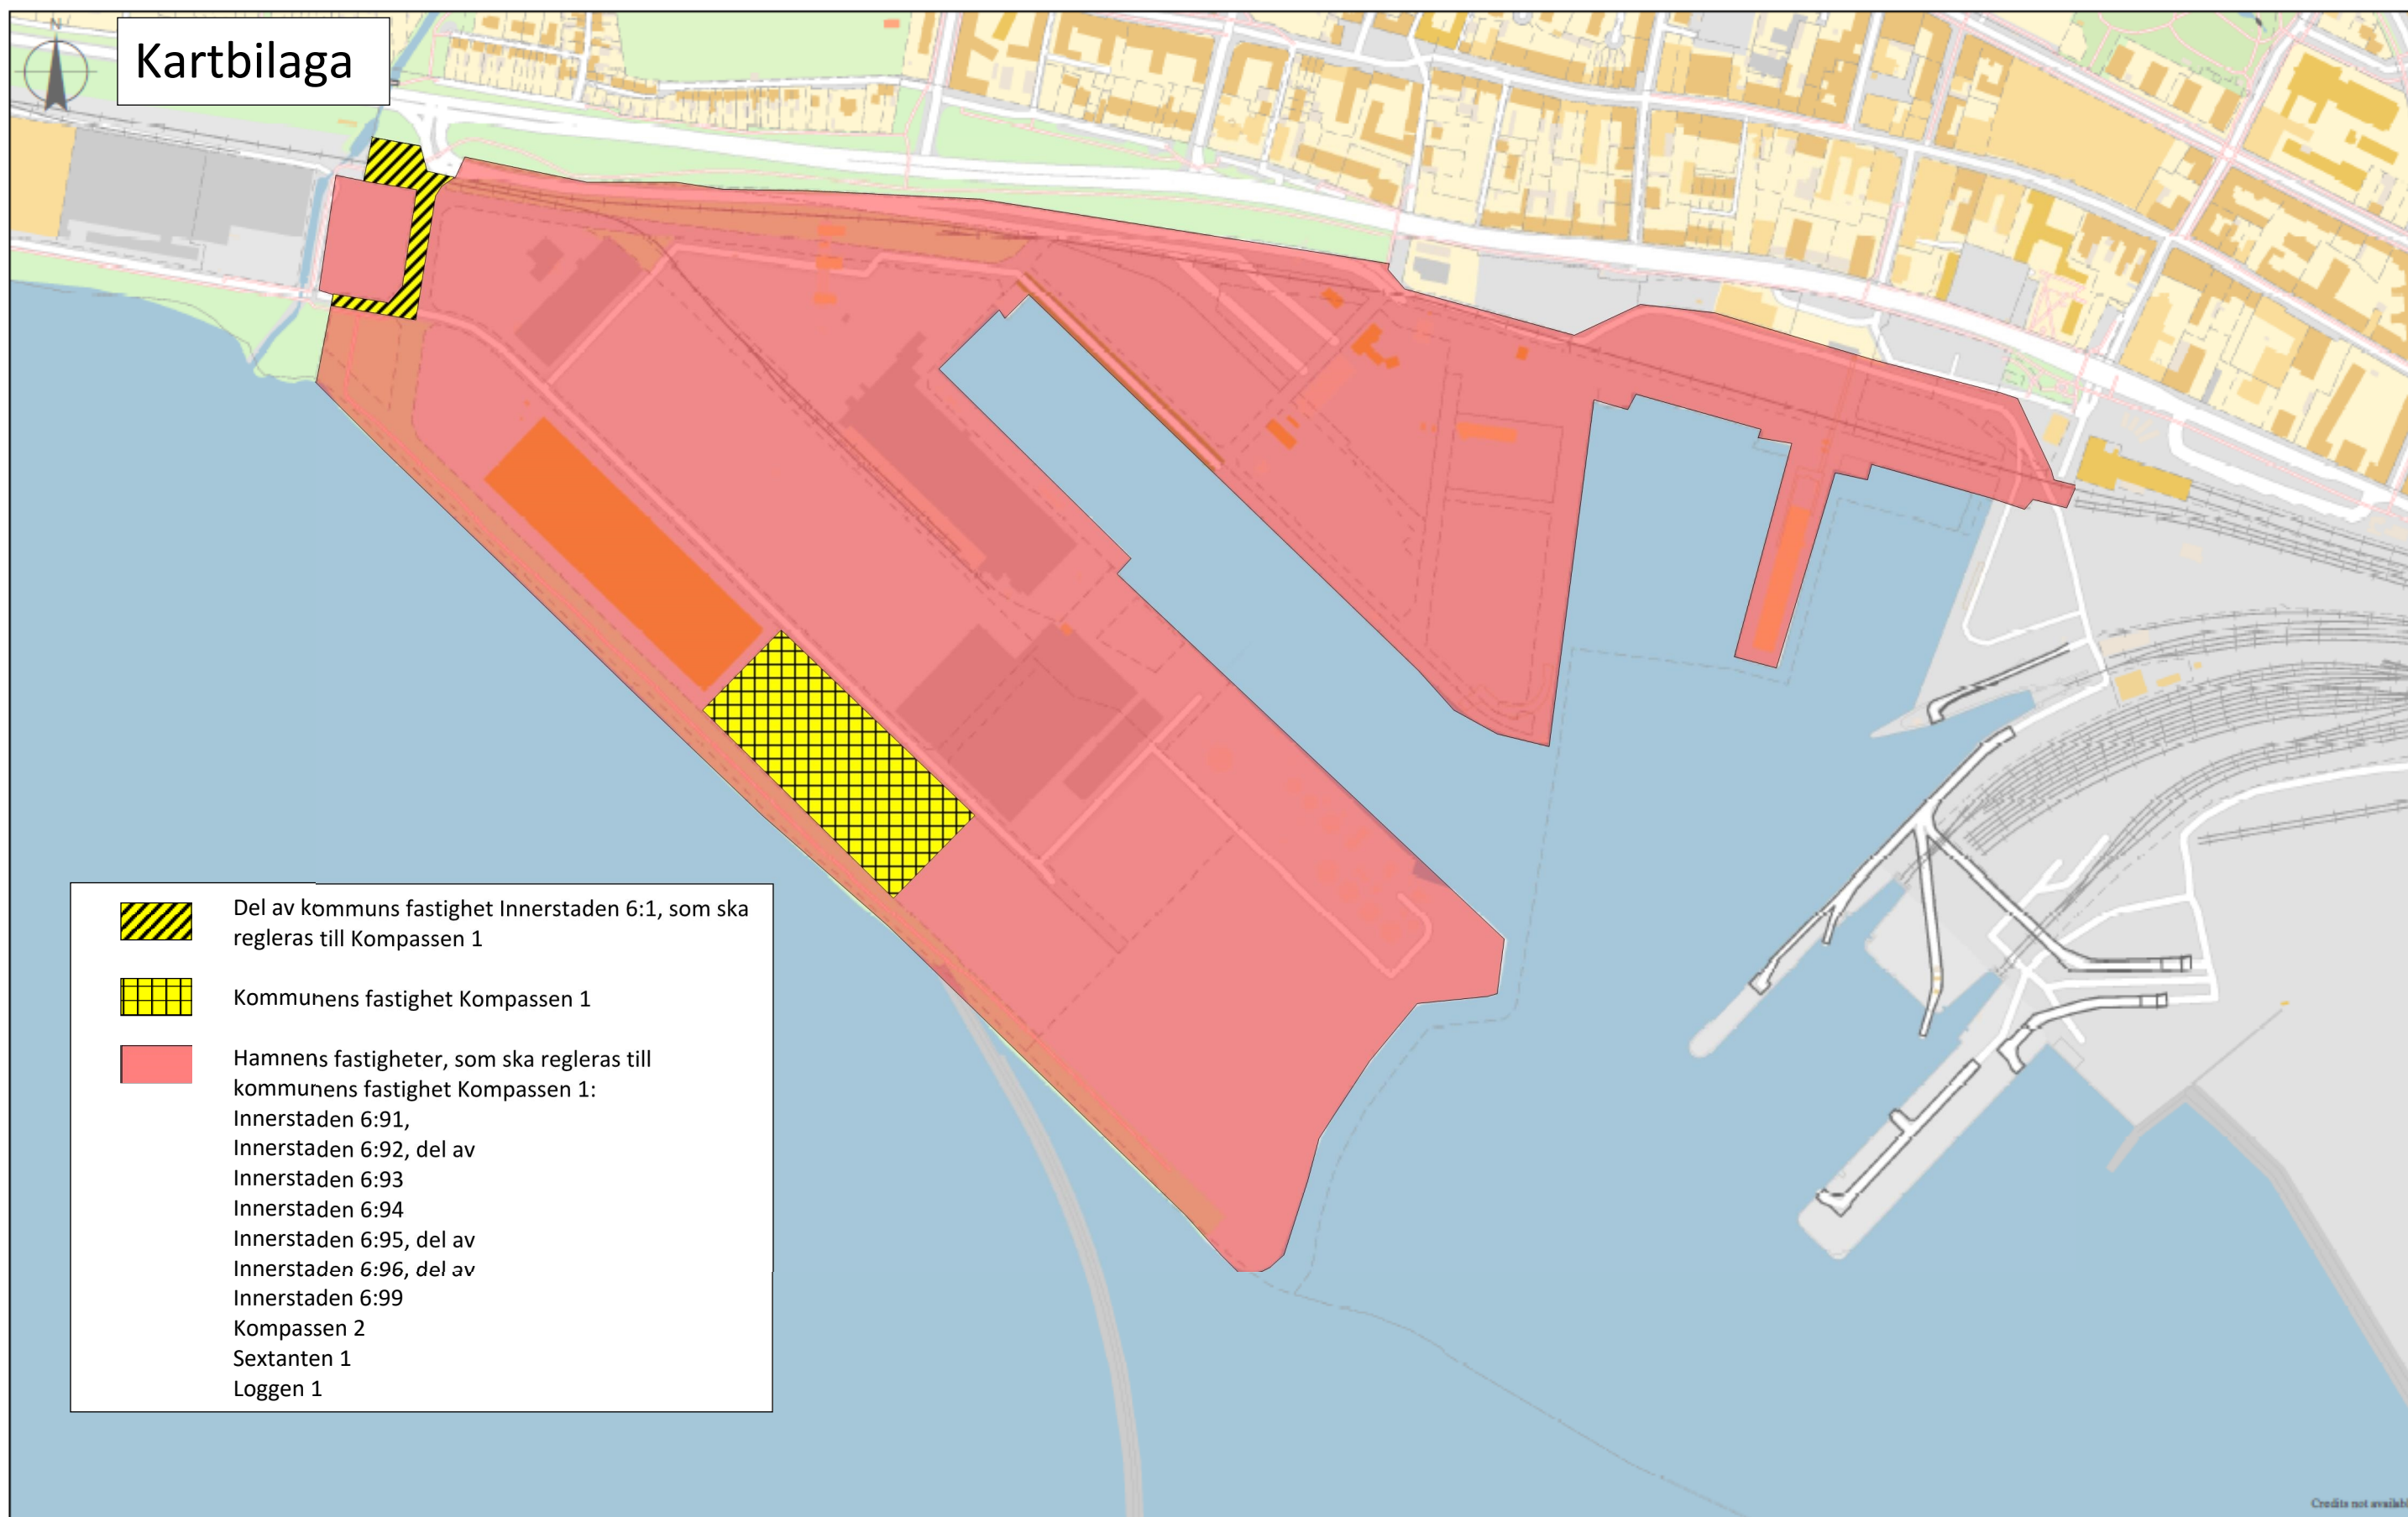 N
Kartbilaga
Del av kommuns fastighet Innerstaden 6:1, som ska
regleras till Kompassen 1
Kommunens fastighet Kompassen 1
Hamnens fastigheter, som ska regleras till
kommunens fastighet Kompassen 1:
Innerstaden 6:91,
Innerstaden 6:92, del av
Innerstaden 6:93
Innerstaden 6:94
Innerstaden 6:95, del av
Innerstaden 6:96, del av
Innerstaden 6:99
Kompassen 2
Sextanten 1
Loggen 1
Credits not availabl